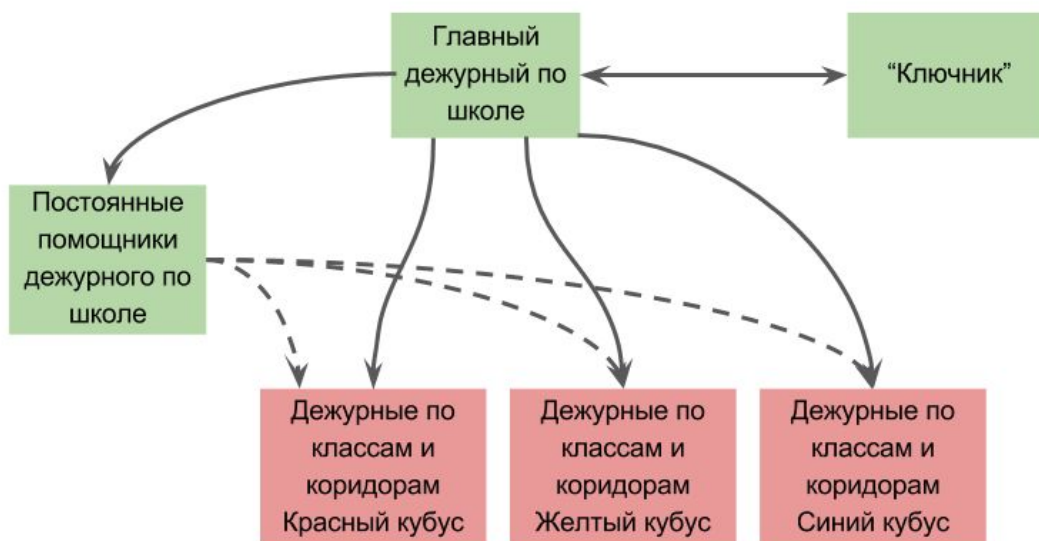 Главный
дежурный по
школе
“Ключник”
Постоянные
помощники
дежурного по
школе
Дежурные по
классам и
коридорам
Красный кубус
Дежурные по
классам и
коридорам
Желтый кубус
Дежурные по
классам и
коридорам
Синий кубус